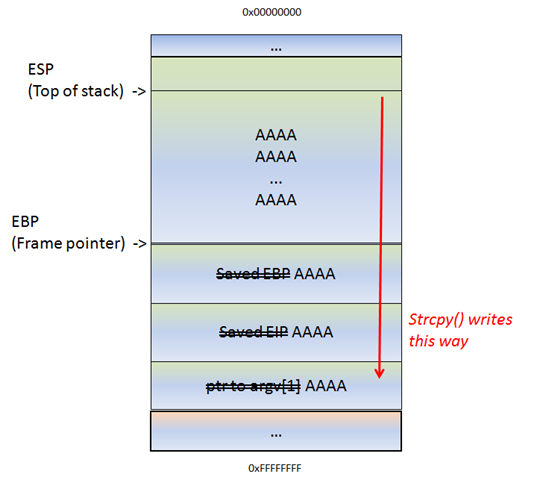 0x00000000
...
ESP
(Top of stack) ->
AAAA
AAAA
...
AAAA
EBP
(Frame pointer) ->
Saved EBP AAAA
Saved EIP AAAA
Strcpy() writes
this way
ptr to argv[1] AAAA
...
0xFFFFFFFF